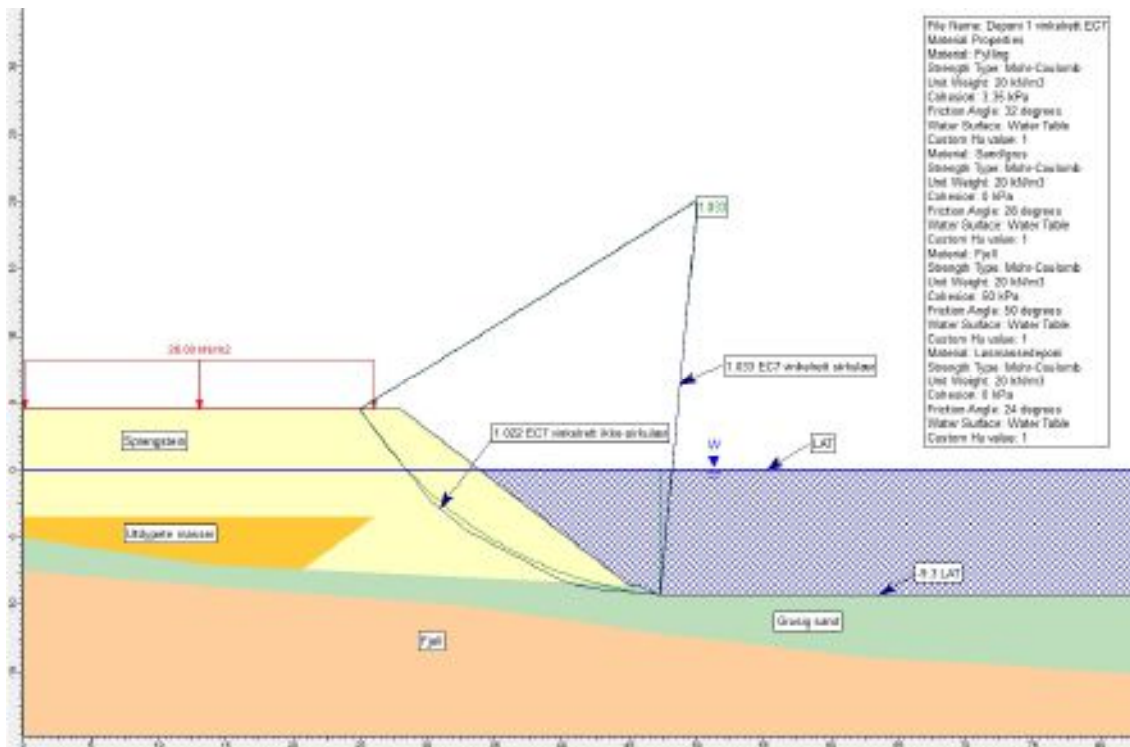 File Name: Deponi 1 vinkelrett EC7
Material Properties
Material: Fylling
Strength Type: Mohr-Coulomb
Unit Weight: 20 kN/m3
Cohesion: 3.35 kPa
Friction Angle: 32 degrees
Water Surface: Water Table
Custom Hu value: 1
Material: Sand/grus
Strength Type: Mohr-Coulomb
Unit Weight: 20 kN/m3
Cohesion: 0 kPa
Friction Angle: 28 degrees
Water Surface: Water Table
Custom Hu value: 1
Material: Fjell
Strength Type: Mohr-Coulomb
Unit Weight: 20 kN/m3
Cohesion: 50 kPa
Friction Angle: 50 degrees
Water Surface: Water Table
Custom Hu value: 1
Material: Løsmassedeponi
Strength Type: Mohr-Coulomb
Unit Weight: 20 kN/m3
Cohesion: 0 kPa
Friction Angle: 24 degrees
Water Surface: Water Table
Custom Hu value: 1
1.033
kN/m2
1.033 EC7 vinkelrett sirkulær
1.022 EC7 vinkelrett ikke-sirkulær
Sprengstein
W
LAT
Utdypete masser
-9.3 LAT
Grusig sand
Fjell